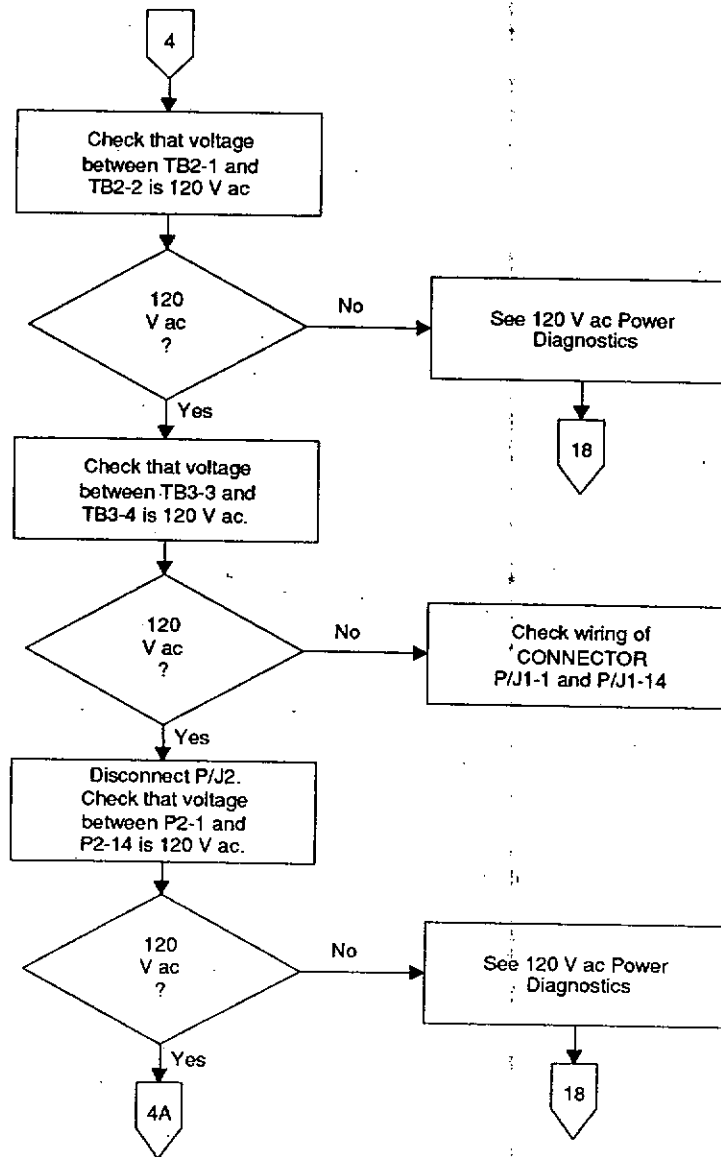 4
Check that voltage
between TB2-1 and
TB2-2 is 120 V ac
120
V ac
?
No
See 120 V ac Power
Diagnostics
18
Yes
Check that voltage
between TB3-3 and
TB3-4 is 120 V ac.
120
V ac
?
No
Check wiring of
CONNECTOR
P/J1-1 and P/J1-14
Yes
Disconnect P/J2.
Check that voltage
between P2-1 and
P2-14 is 120 V ac.
120
V ac
?
No
See 120 V ac Power
Diagnostics
18
Yes
4A